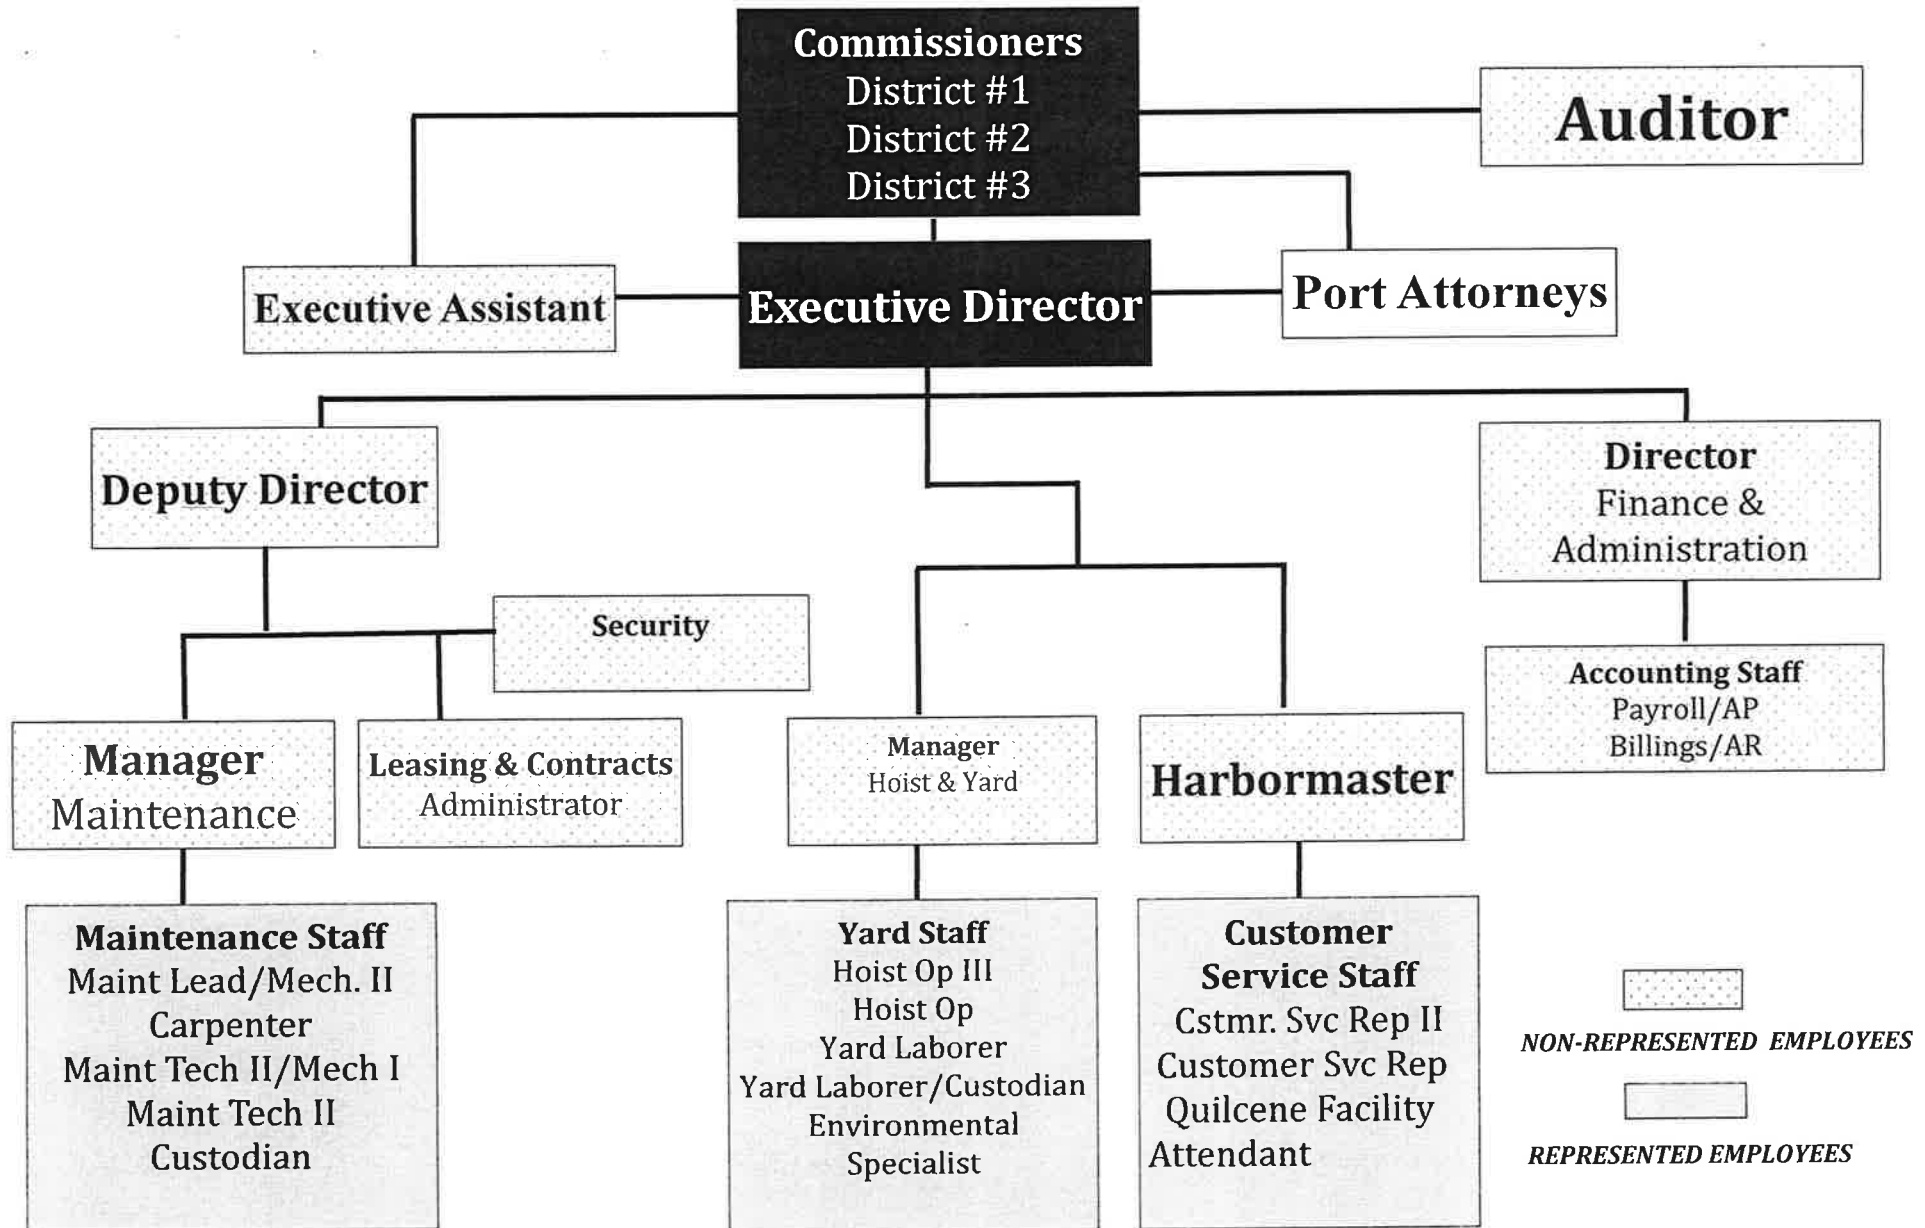 Commissioners
District #1
District #2
District #3
Auditor
Executive Assistant
Executive Director
Port Attorneys
Deputy Director
Director
Finance &
Administration
Security
Accounting Staff
Payroll/AP
Billings/AR
Manager
Maintenance
Leasing & Contracts
Administrator
Manager
Hoist & Yard
Harbormaster
Maintenance Staff
Maint Lead/Mech. II
Carpenter
Maint Tech II/Mech I
Maint Tech II
Custodian
Yard Staff
Hoist Op III
Hoist Op
Yard Laborer
Yard Laborer/Custodian
Environmental
Specialist
Customer
Service Staff
Cstmr. Svc Rep II
Customer Svc Rep
Quilcene Facility
Attendant
NON-REPRESENTED EMPLOYEES
REPRESENTED EMPLOYEES